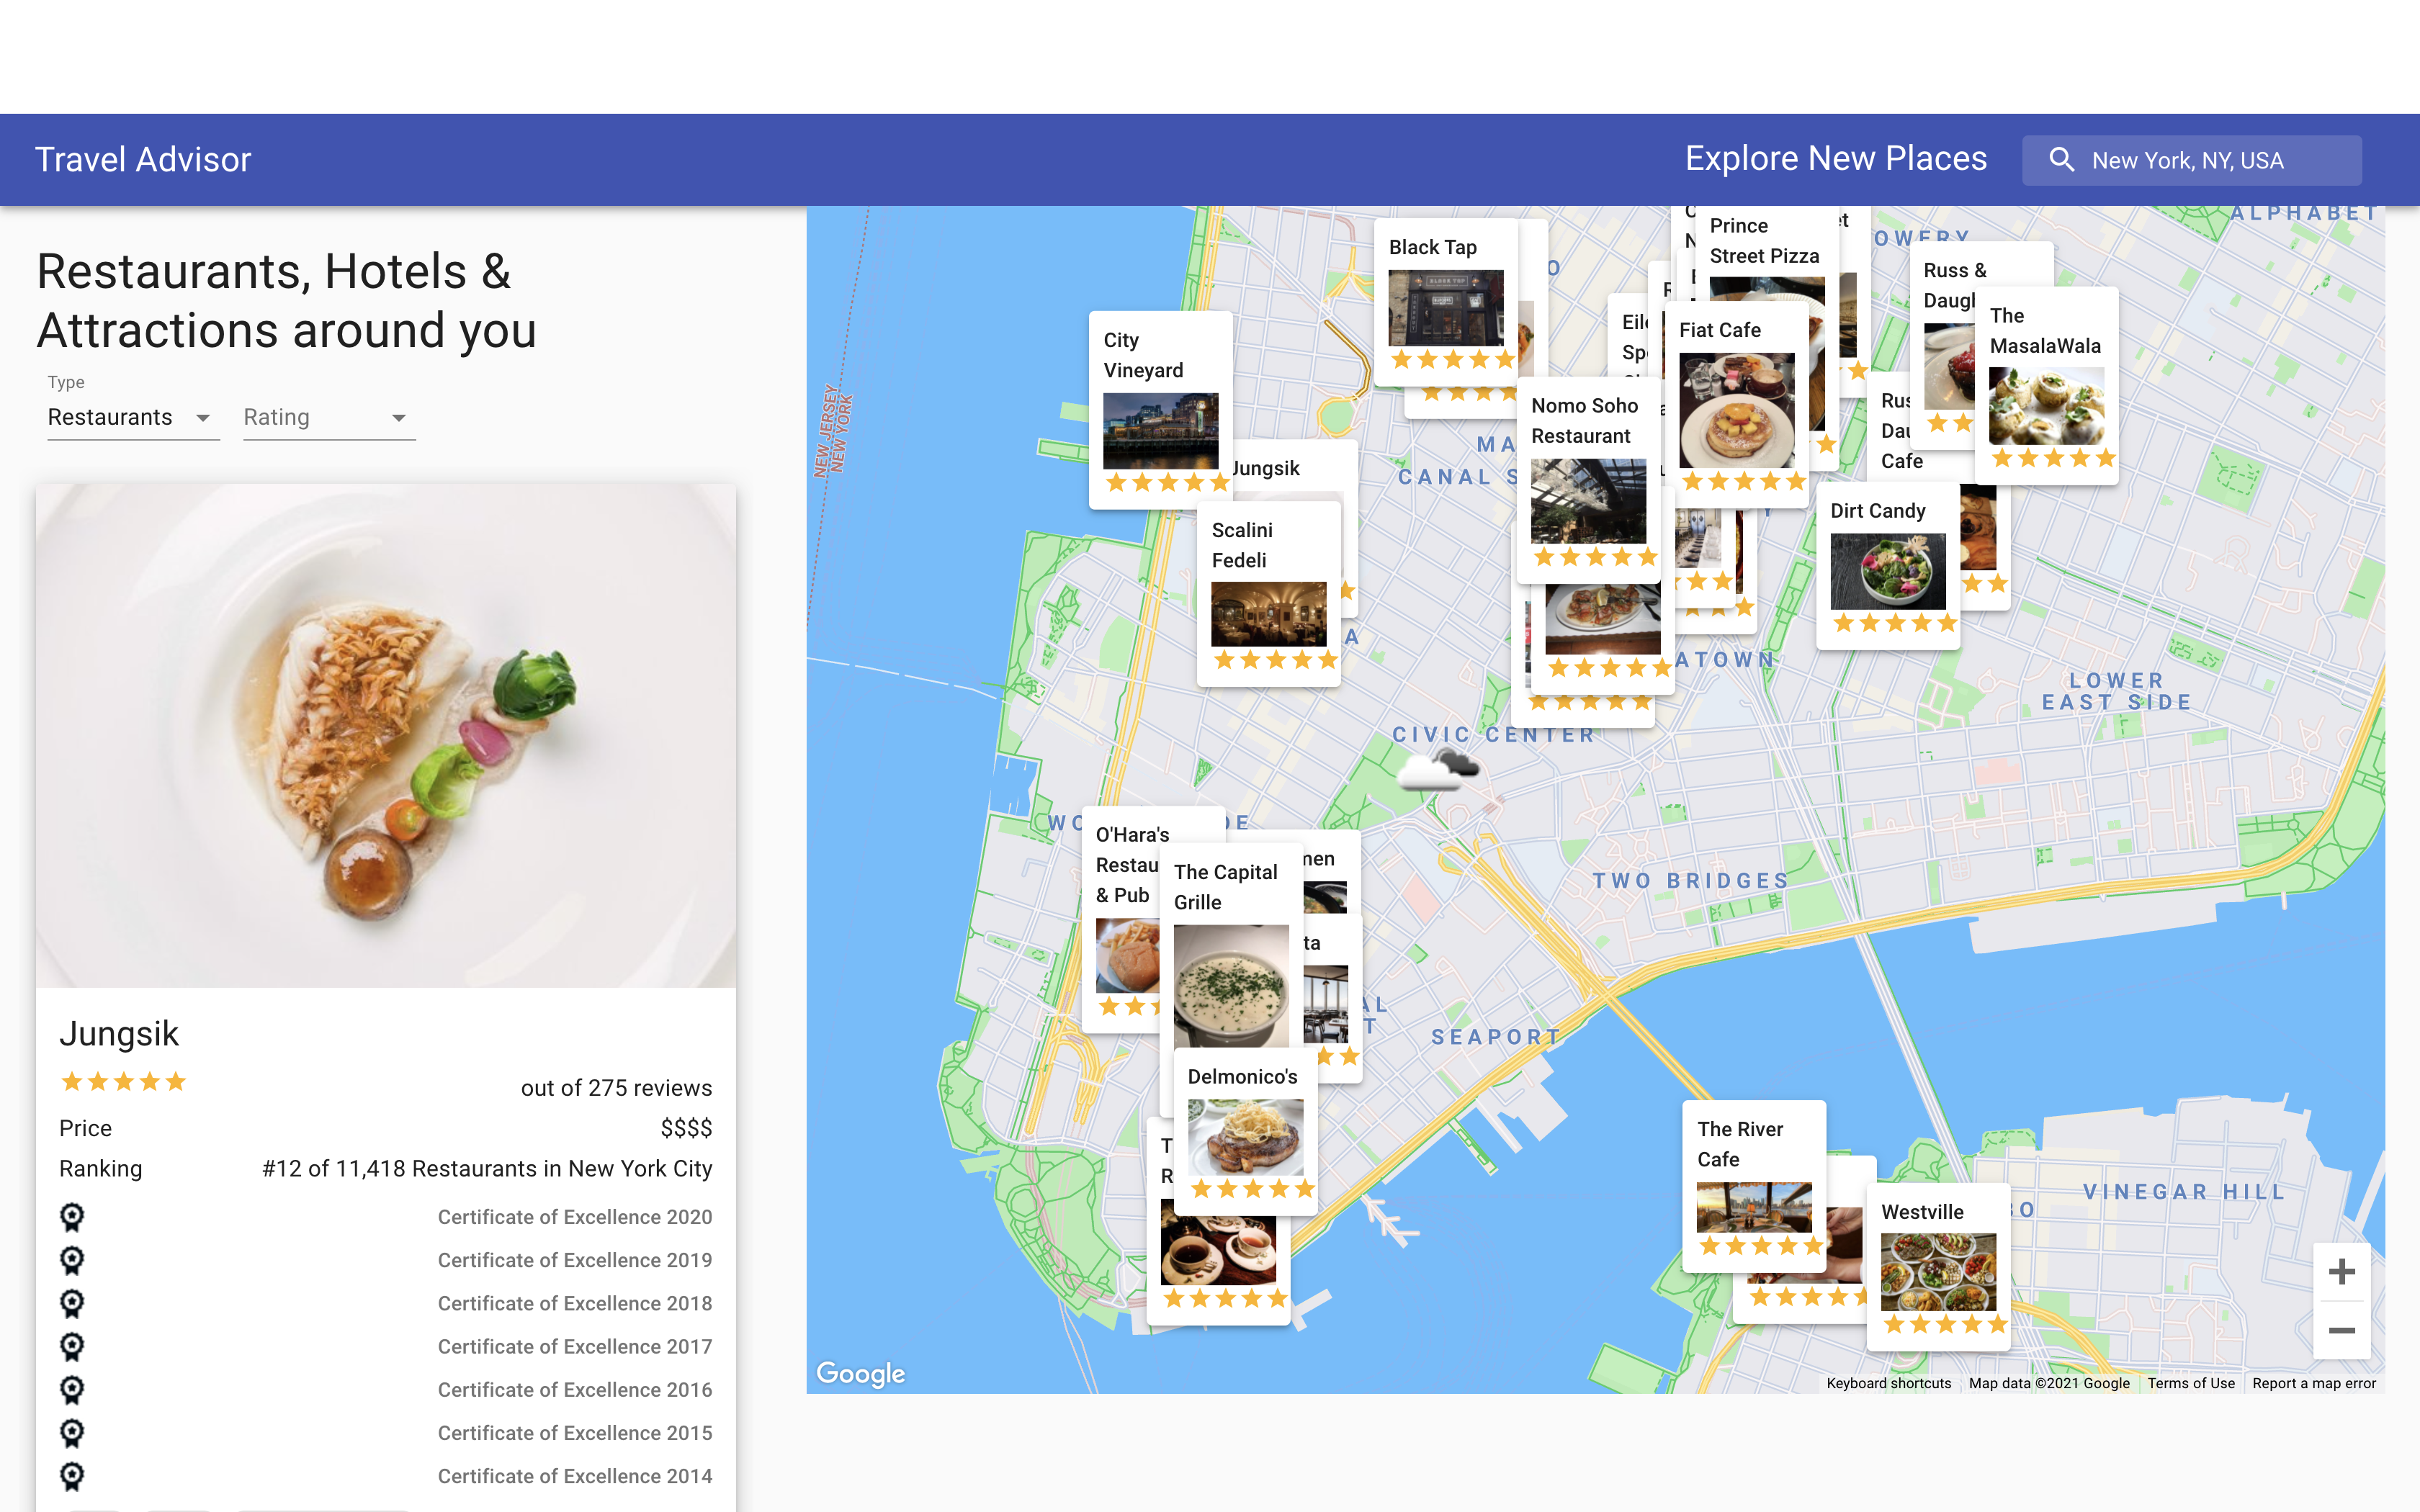 Travel Advisor
Explore New Places
New York, NY, USA
Restaurants, Hotels &
Attractions around you
Type
Restaurants
Rating
Jungsik
out of 275 reviews
Price
$$$$
Ranking
#12 of 11,418 Restaurants in New York City
Certificate of Excellence 2020
Certificate of Excellence 2019
Certificate of Excellence 2018
Certificate of Excellence 2017
Certificate of Excellence 2016
Certificate of Excellence 2015
Certificate of Excellence 2014
ALPHABET
OWERY
Prince
Street Pizza
Black Tap
BLACK TAP
Russ &
Daugl
The
MasalaWala
City
Vineyard
Fiat Cafe
Eile
Spe
NEW JERSEY
NEW YORK
Nomo Soho
Restaurant
Rus
Dau
Cafe
MA
CANAL S
Jungsik
Scalini
Fedeli
Dirt Candy
ATOWN
LOWER
EAST SIDE
CIVIC CENTER
O'Hara's
Restau
& Pub
The Capital
Grille
men
ta
TWO BRIDGES
SEAPORT
Delmonico's
The River
Cafe
Westville
VINEGAR HILL
Google
Keyboard shortcuts
Map data ©2021 Google
Terms of Use
Report a map error